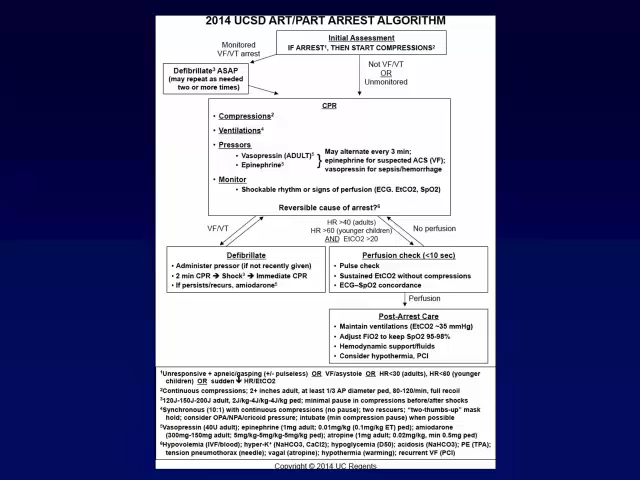 2014 UCSD ART/PART ARREST ALGORITHM
Initial Assessment
IF ARREST¹, THEN START COMPRESSIONS²
Monitored
VF/VT arrest
Not VF/VT
OR
Unmonitored
Defibrillate³ ASAP
(may repeat as needed
two or more times)
CPR
• Compressions²
• Ventilations⁴
• Pressors
• Vasopressin (ADULT)⁵
• Epinephrine⁵
} May alternate every 3 min;
epinephrine for suspected ACS (VF);
vasopressin for sepsis/hemorrhage
• Monitor
• Shockable rhythm or signs of perfusion (ECG. EtCO2, SpO2)
Reversible cause of arrest?⁶
VF/VT
HR >40 (adults)
HR >60 (younger children)
AND EtCO2 >20
No perfusion
Defibrillate
• Administer pressor (if not recently given)
• 2 min CPR ➔ Shock³ ➔ Immediate CPR
• If persists/recurs, amiodarone⁵
Perfusion check (<10 sec)
• Pulse check
• Sustained EtCO2 without compressions
• ECG–SpO2 concordance
Perfusion
Post-Arrest Care
• Maintain ventilations (EtCO2 ~35 mmHg)
• Adjust FiO2 to keep SpO2 95-98%
• Hemodynamic support/fluids
• Consider hypothermia, PCI
¹Unresponsive + apneic/gasping (+/- pulseless) OR VF/asystole OR HR<30 (adults), HR<60 (younger
children) OR sudden ↓ HR/EtCO2
²Continuous compressions; 2+ inches adult, at least 1/3 AP diameter ped, 80-120/min, full recoil
³120J-150J-200J adult, 2J/kg-4J/kg-4J/kg ped; minimal pause in compressions before/after shocks
⁴Synchronous (10:1) with continuous compressions (no pause); two rescuers; “two-thumbs-up” mask
hold; consider OPA/NPA/cricoid pressure; intubate (min compression pause) when possible
⁵Vasopressin (40U adult); epinephrine (1mg adult; 0.01mg/kg (0.1mg/kg ET) ped); amiodarone
(300mg-150mg adult; 5mg/kg-5mg/kg-5mg/kg ped); atropine (1mg adult; 0.02mg/kg, min 0.5mg ped)
⁶Hypovolemia (IVF/blood); hyper-K⁺ (NaHCO3, CaCl2); hypoglycemia (D50); acidosis (NaHCO3); PE (TPA);
tension pneumothorax (needle); vagal (atropine); hypothermia (warming); recurrent VF (PCI)
Copyright © 2014 UC Regents